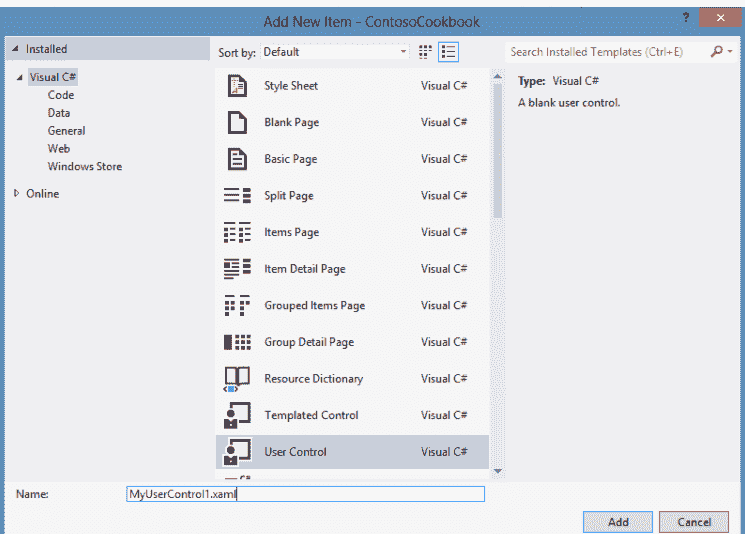 Add New Item - ContosoCookbook
Installed
Sort by: Default
Search Installed Templates (Ctrl+E)
Visual C#
Code
Data
General
Web
Windows Store
Online
Style Sheet Visual C#
Blank Page Visual C#
Basic Page Visual C#
Split Page Visual C#
Items Page Visual C#
Item Detail Page Visual C#
Grouped Items Page Visual C#
Group Detail Page Visual C#
Resource Dictionary Visual C#
Templated Control Visual C#
User Control Visual C#
Type: Visual C#
A blank user control.
Name: MyUserControl1.xaml
Add Cancel